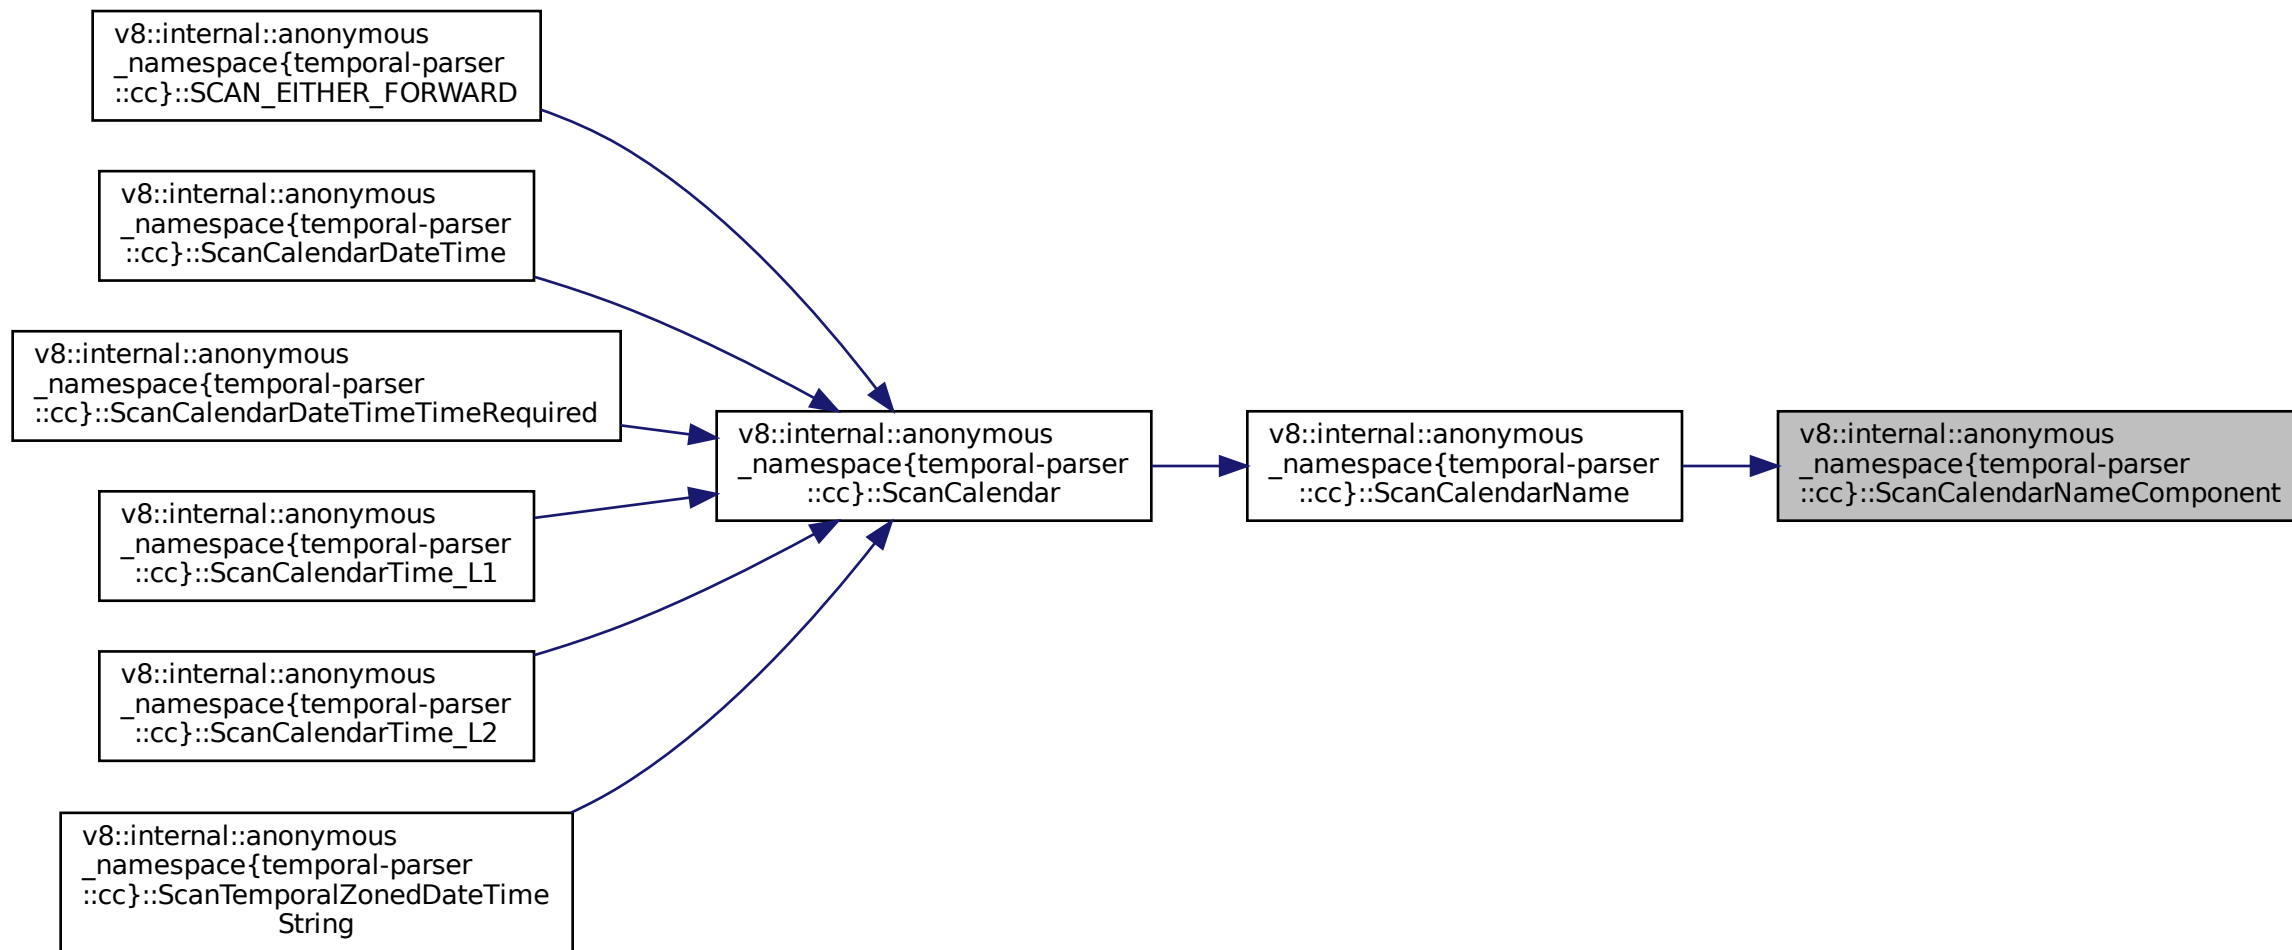 v8::internal::anonymous
_namespace{temporal-parser
::cc}::SCAN_EITHER_FORWARD
v8::internal::anonymous
_namespace{temporal-parser
::cc}::ScanCalendarDateTime
v8::internal::anonymous
_namespace{temporal-parser
::cc}::ScanCalendarDateTimeTimeRequired
v8::internal::anonymous
_namespace{temporal-parser
::cc}::ScanCalendarTime_L1
v8::internal::anonymous
_namespace{temporal-parser
::cc}::ScanCalendarTime_L2
v8::internal::anonymous
_namespace{temporal-parser
::cc}::ScanTemporalZonedDateTime
String
v8::internal::anonymous
_namespace{temporal-parser
::cc}::ScanCalendar
v8::internal::anonymous
_namespace{temporal-parser
::cc}::ScanCalendarName
v8::internal::anonymous
_namespace{temporal-parser
::cc}::ScanCalendarNameComponent